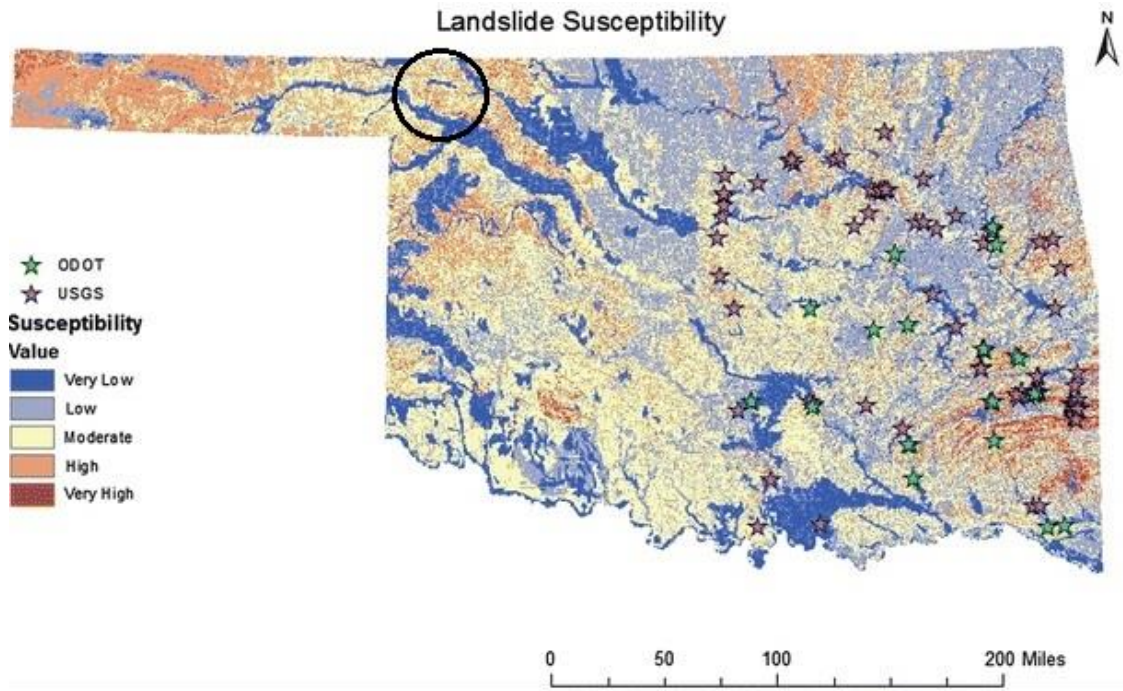 Landslide Susceptibility
N
ODOT
USGS
Susceptibility
Value
Very Low
Low
Moderate
High
Very High
0 50 100 200 Miles